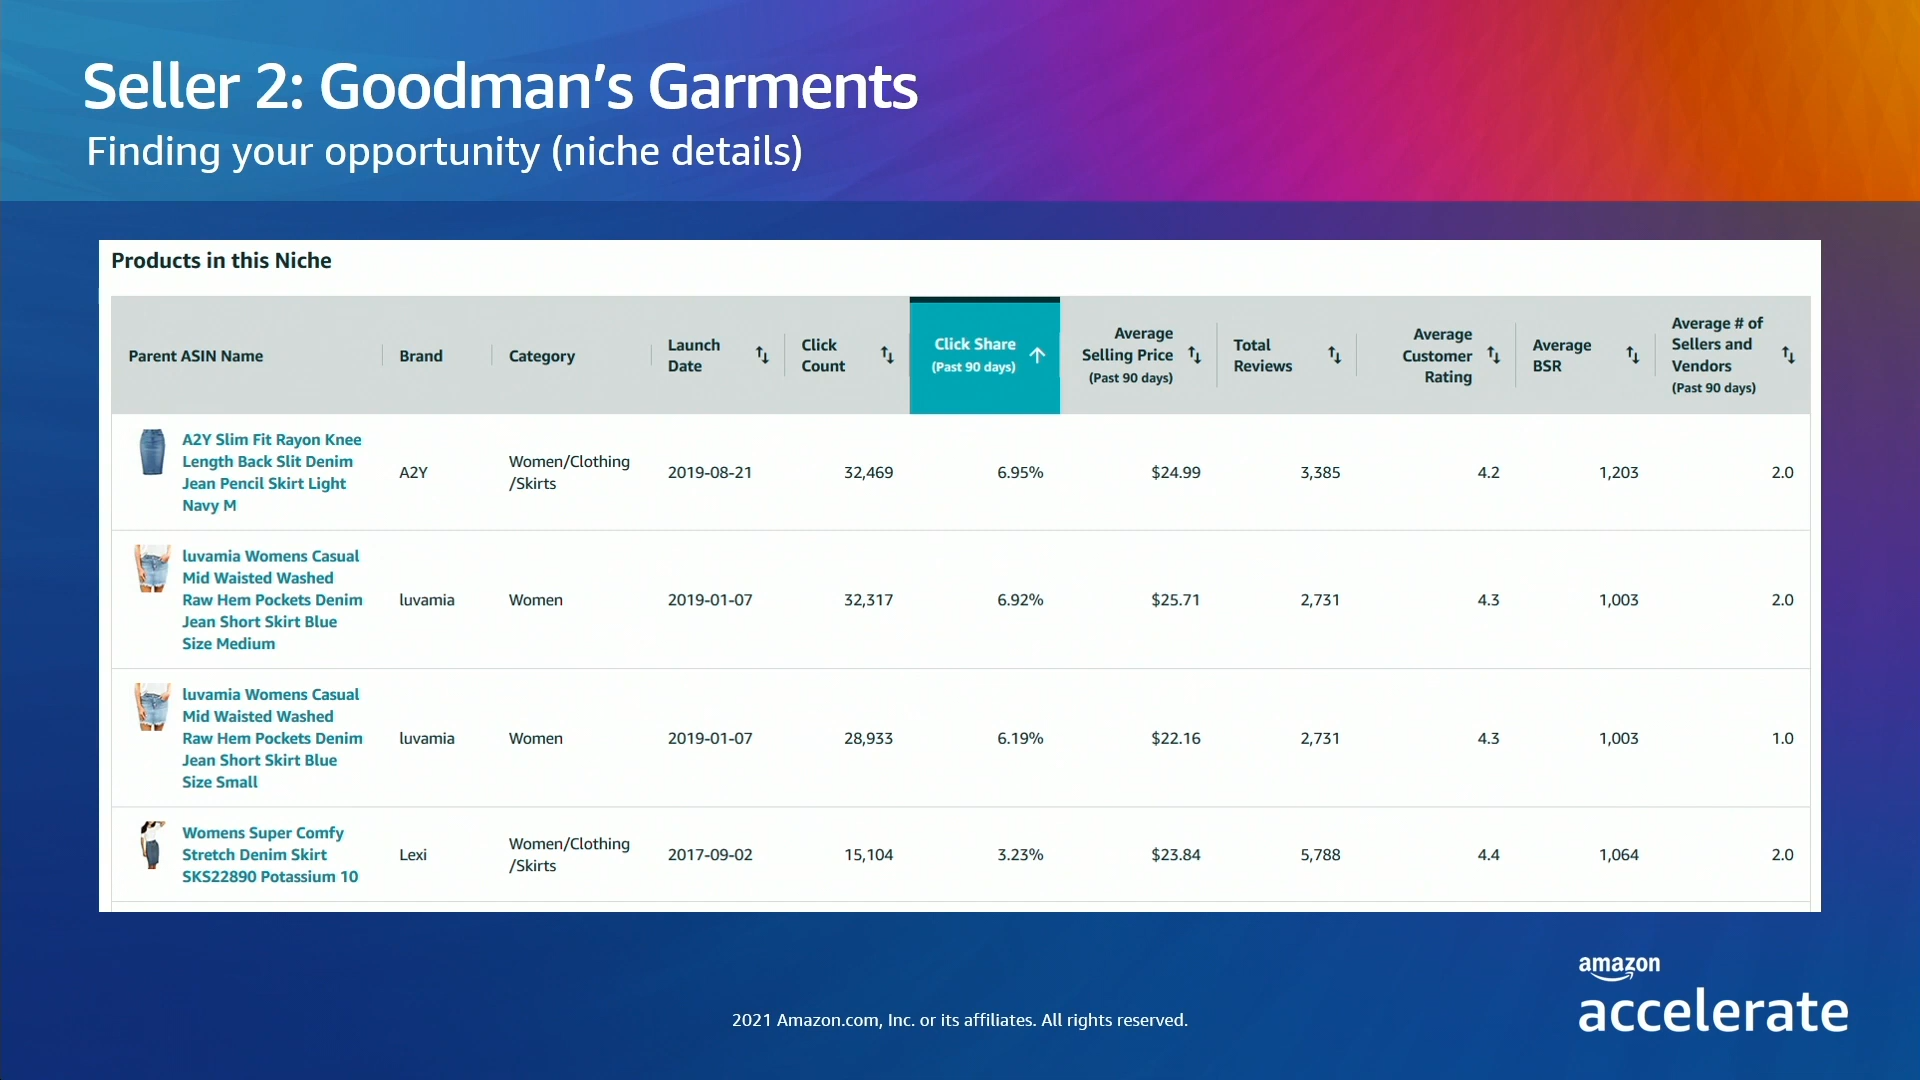 Seller 2: Goodman’s Garments
Finding your opportunity (niche details)
Products in this Niche
Parent ASIN Name
Brand
Category
Launch
Date
Click
Count
Click Share
(Past 90 days)
Average
Selling Price
(Past 90 days)
Total
Reviews
Average
Customer
Rating
Average
BSR
Average # of
Sellers and
Vendors
(Past 90 days)
A2Y Slim Fit Rayon Knee
Length Back Slit Denim
Jean Pencil Skirt Light
Navy M
A2Y
Women/Clothing
/Skirts
2019-08-21
32,469
6.95%
$24.99
3,385
4.2
1,203
2.0
luvamia Womens Casual
Mid Waisted Washed
Raw Hem Pockets Denim
Jean Short Skirt Blue
Size Medium
luvamia
Women
2019-01-07
32,317
6.92%
$25.71
2,731
4.3
1,003
2.0
luvamia Womens Casual
Mid Waisted Washed
Raw Hem Pockets Denim
Jean Short Skirt Blue
Size Small
luvamia
Women
2019-01-07
28,933
6.19%
$22.16
2,731
4.3
1,003
1.0
Womens Super Comfy
Stretch Denim Skirt
SKS22890 Potassium 10
Lexi
Women/Clothing
/Skirts
2017-09-02
15,104
3.23%
$23.84
5,788
4.4
1,064
2.0
2021 Amazon.com, Inc. or its affiliates. All rights reserved.
amazon
accelerate